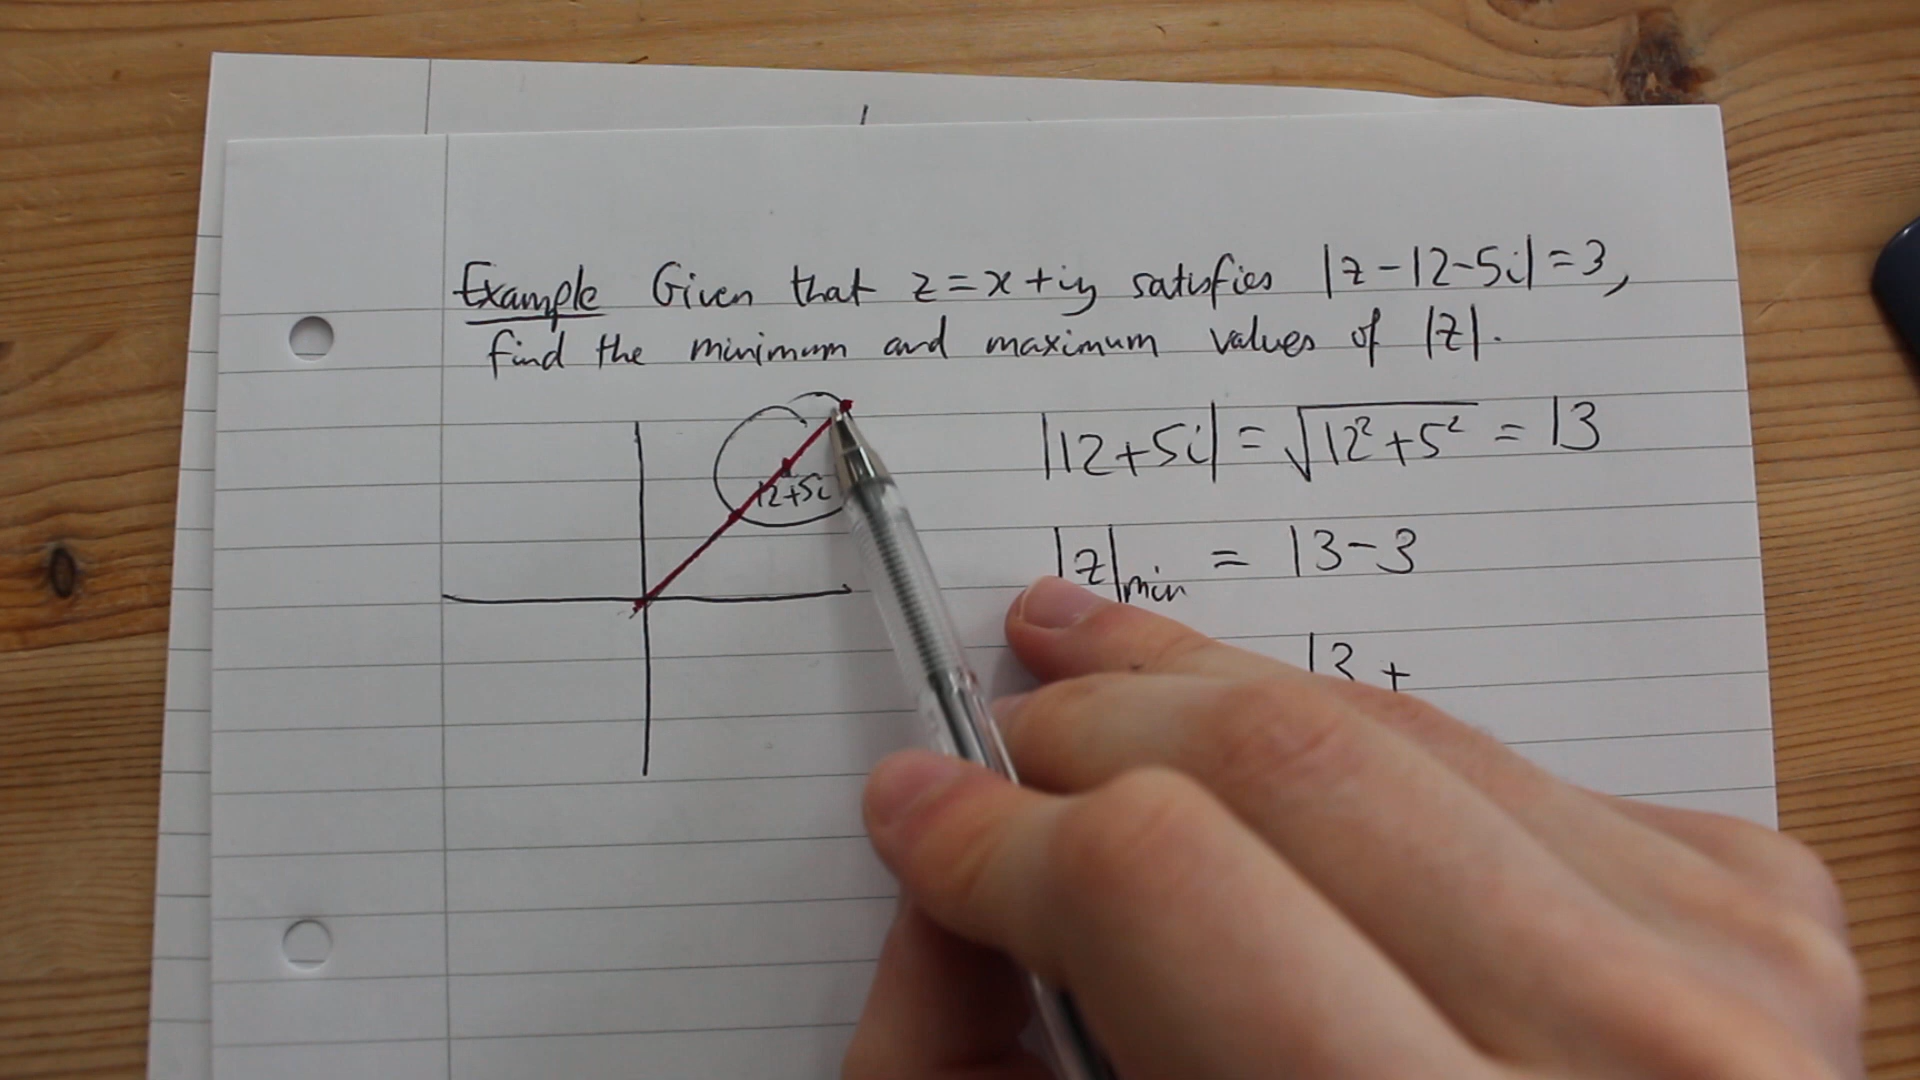 Example Given that z = x + iy satisfies |z - 12 - 5i| = 3,
find the minimum and maximum values of |z|.
12+5i
|12+5i| = √12² + 5² = 13
|z|min = 13 - 3
13 +